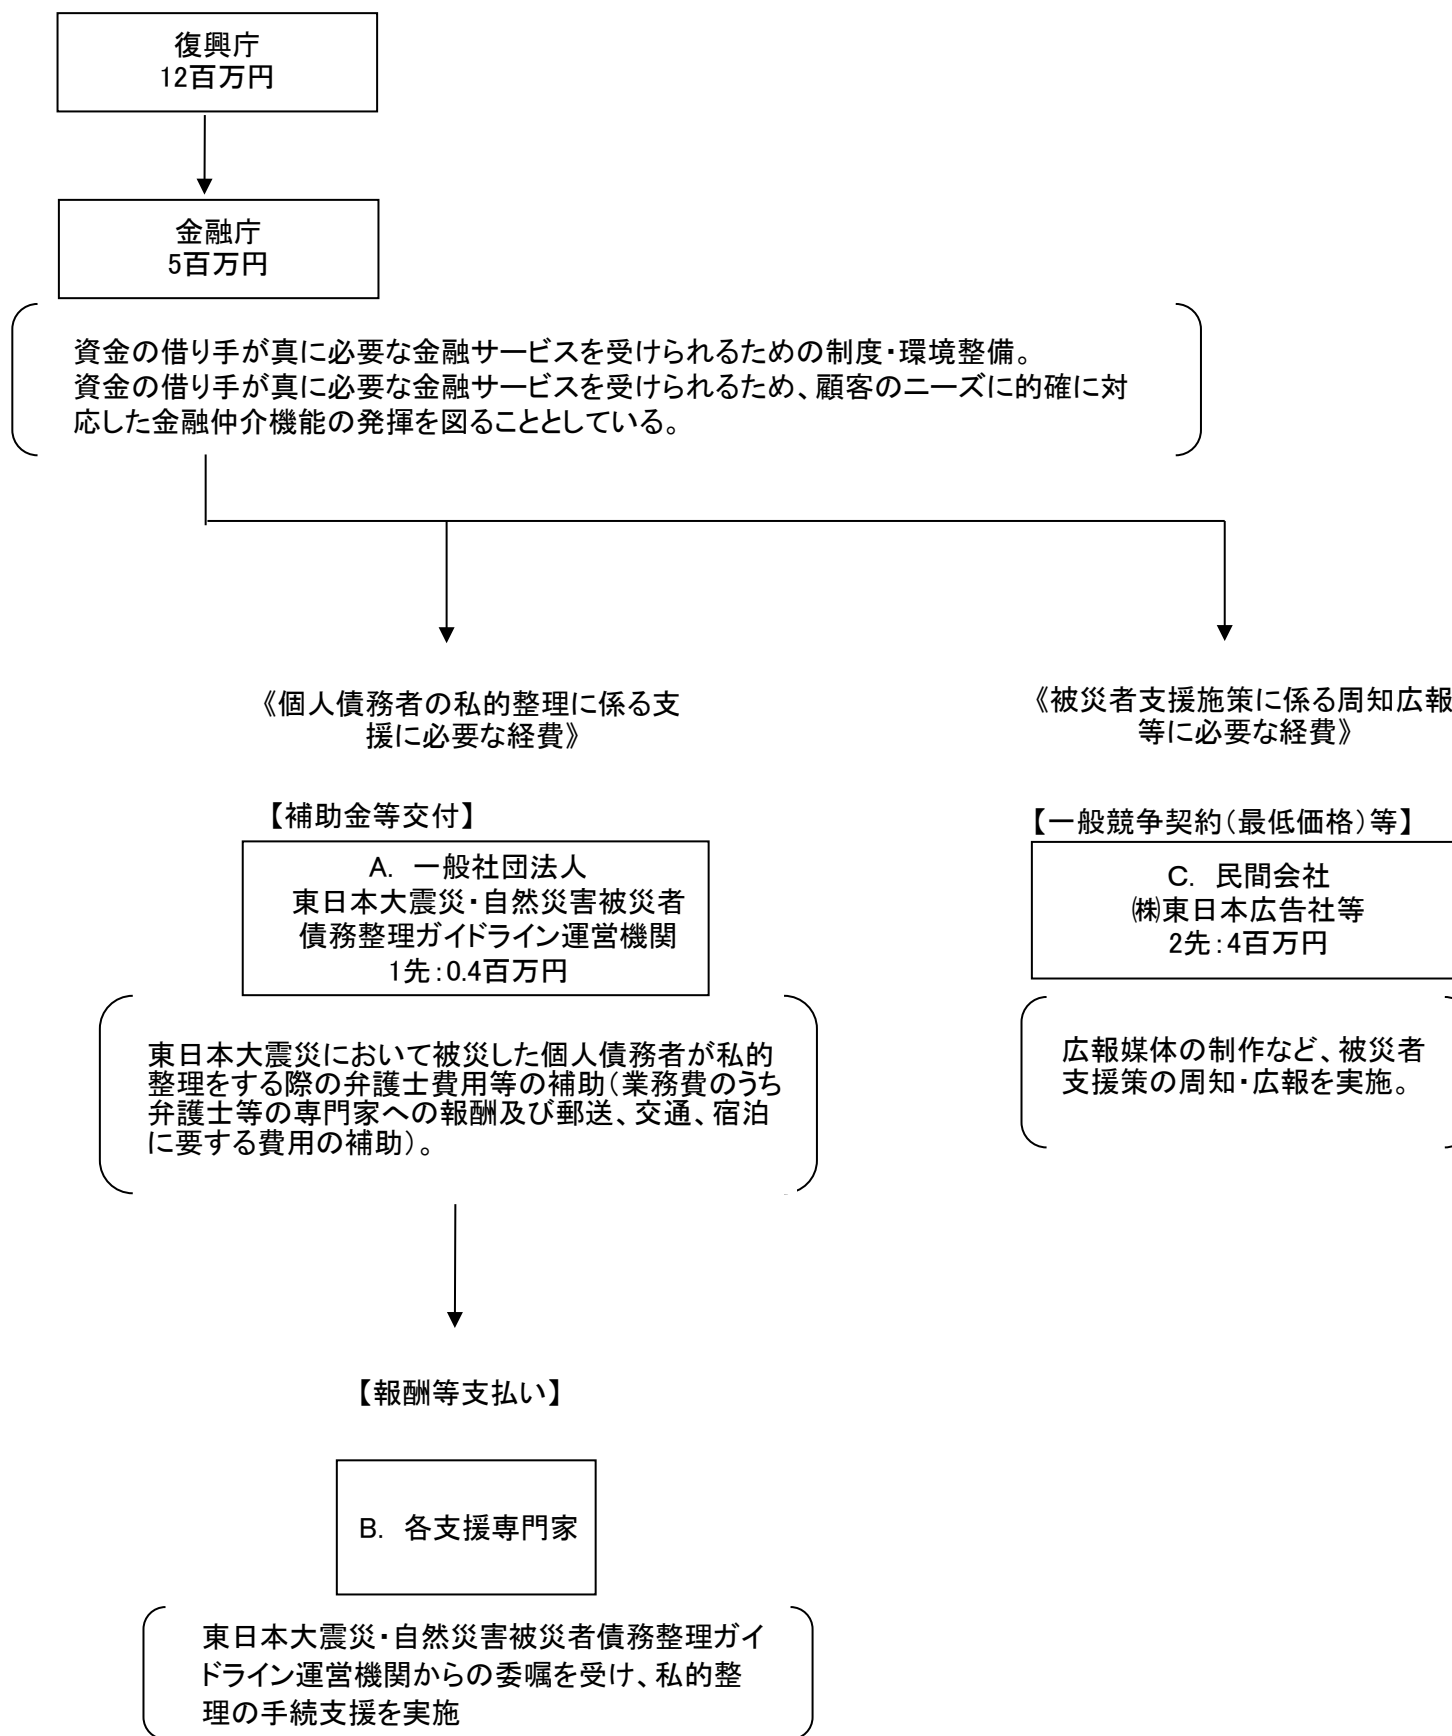 復興庁
12百万円
金融庁
5百万円
資金の借り手が真に必要な金融サービスを受けられるための制度・環境整備。
資金の借り手が真に必要な金融サービスを受けられるため、顧客のニーズに的確に対
応した金融仲介機能の発揮を図ることとしている。
《個人債務者の私的整理に係る支
援に必要な経費》
【補助金等交付】
A. 一般社団法人
東日本大震災・自然災害被災者
債務整理ガイドライン運営機関
1先：0.4百万円
東日本大震災において被災した個人債務者が私的
整理をする際の弁護士費用等の補助（業務費のうち
弁護士等の専門家への報酬及び郵送、交通、宿泊
に要する費用の補助）。
【報酬等支払い】
B. 各支援専門家
東日本大震災・自然災害被災者債務整理ガイ
ドライン運営機関からの委嘱を受け、私的整
理の手続支援を実施
《被災者支援施策に係る周知広報
等に必要な経費》
【一般競争契約（最低価格）等】
C. 民間会社
㈱東日本広告社等
2先：4百万円
広報媒体の制作など、被災者
支援策の周知・広報を実施。